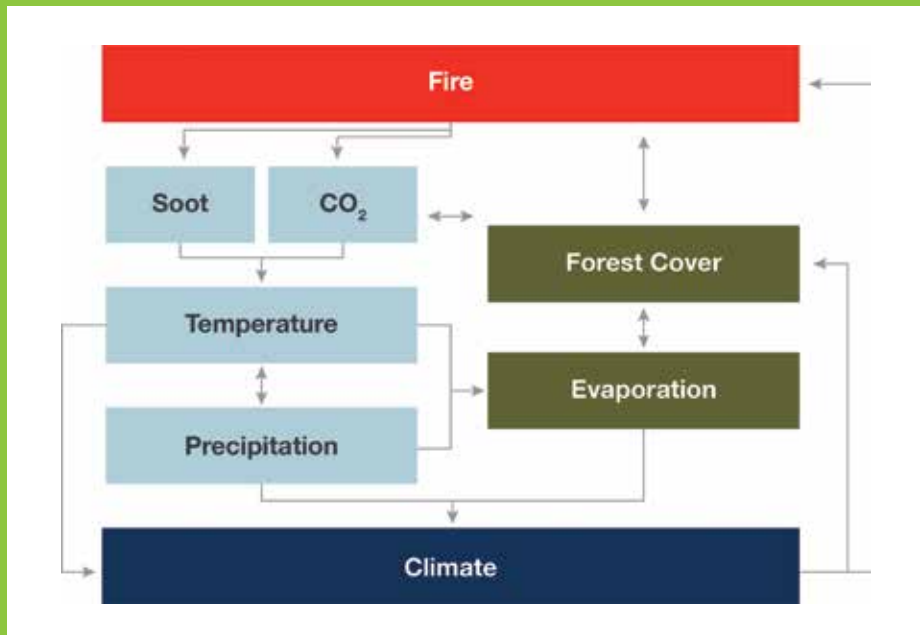 Fire
Soot
CO₂
Forest Cover
Temperature
Evaporation
Precipitation
Climate